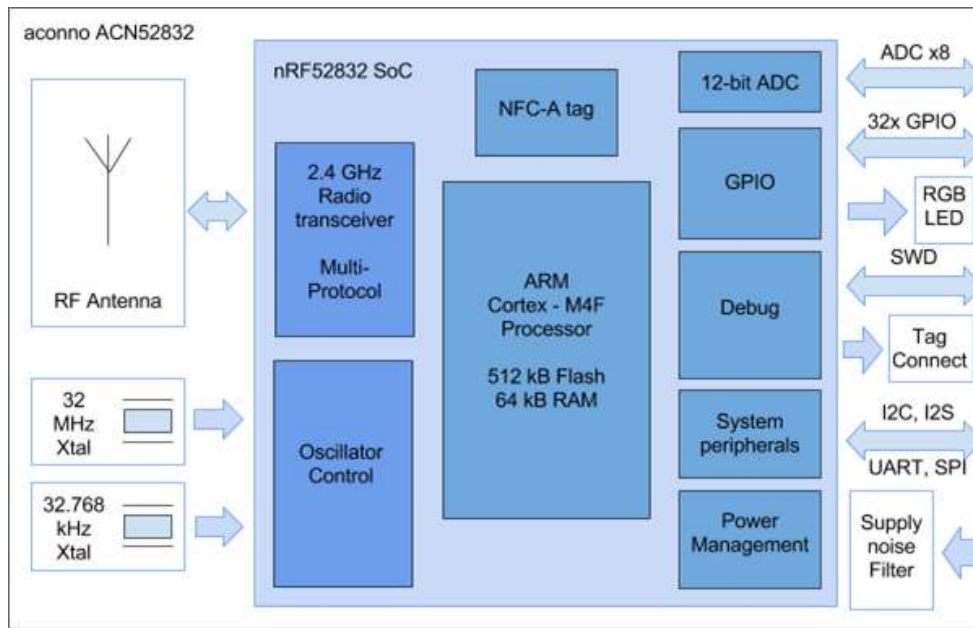 aconno ACN52832
nRF52832 SoC
RF Antenna
32
MHz
Xtal
32.768
kHz
Xtal
2.4 GHz
Radio
transceiver
Multi-
Protocol
Oscillator
Control
NFC-A tag
ARM
Cortex - M4F
Processor
512 kB Flash
64 kB RAM
12-bit ADC
GPIO
Debug
System
peripherals
Power
Management
ADC x8
32x GPIO
RGB
LED
SWD
Tag
Connect
I2C, I2S
UART, SPI
Supply
noise
Filter